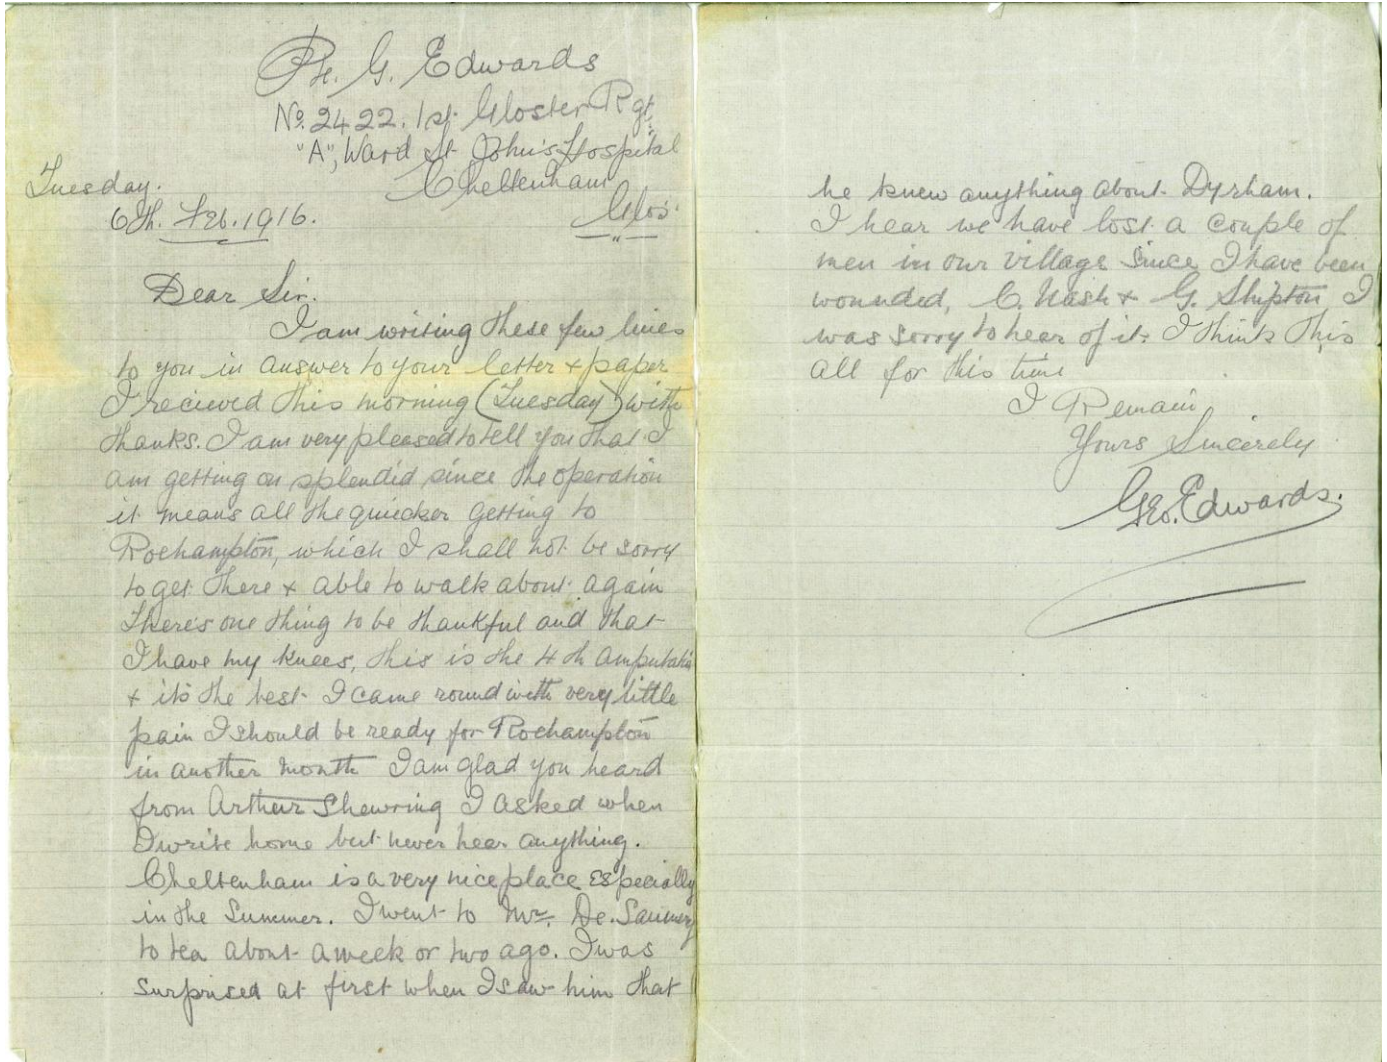 Pte. G. Edwards
No. 2422. 1st. Gloster Rgt.
"A", Ward St. John's Hospital
Cheltenham
Glos.
Tuesday.
6th. Feb. 1916.
Dear Sir.
I am writing these few lines
to you in answer to your letter & paper
I recieved this morning (Tuesday) with
thanks. I am very pleased to tell you that I
am getting on splendid since the operation
it means all the quicker getting to
Roehampton, which I shall not be sorry
to get there & able to walk about again
There's one thing to be thankful and that
I have my knees, this is the 4th amputation
& it's the best I came round with very little
pain I should be ready for Roehampton
in another month I am glad you heard
from Arthur Shewring I asked when
I write home but never hear anything.
Cheltenham is a very nice place especially
in the Summer. I went to Mr. De.
to tea about a week or two ago. I was
surprised at first when I saw him that
he knew anything about Dyrham.
I hear we have lost a couple of
men in our village since I have been
wounded, C. Nash & G. Shipton, I
was sorry to hear of it. I think this
all for this time
I Remain
Yours Sincerely
Geo. Edwards.